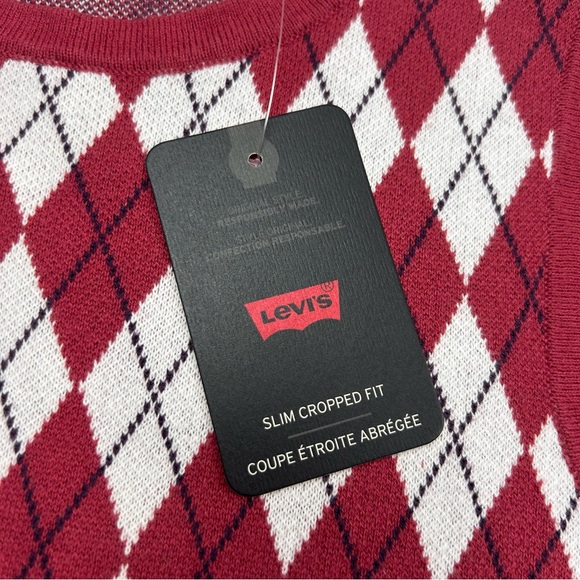 ORIGINAL STYLE.
RESPONSIBLY MADE.
STYLE ORIGINAL.
CONFECTION RESPONSABLE.
Levi's®
SLIM CROPPED FIT
COUPE ÉTROITE ABRÉGÉE